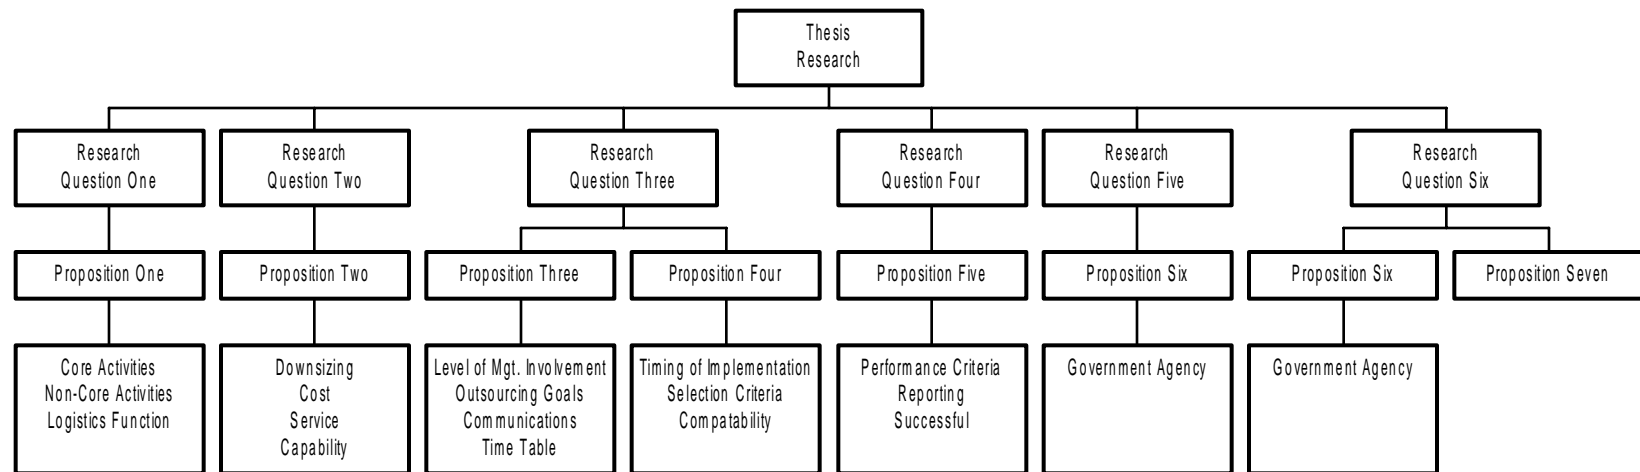 Thesis
Research
Research
Question One
Research
Question Two
Research
Question Three
Research
Question Four
Research
Question Five
Research
Question Six
Proposition One
Proposition Two
Proposition Three
Proposition Four
Proposition Five
Proposition Six
Proposition Six
Proposition Seven
Core Activities
Non-Core Activities
Logistics Function
Downsizing
Cost
Service
Capability
Level of Mgt. Involvement
Outsourcing Goals
Communications
Time Table
Timing of Implementation
Selection Criteria
Compatability
Performance Criteria
Reporting
Successful
Government Agency
Government Agency